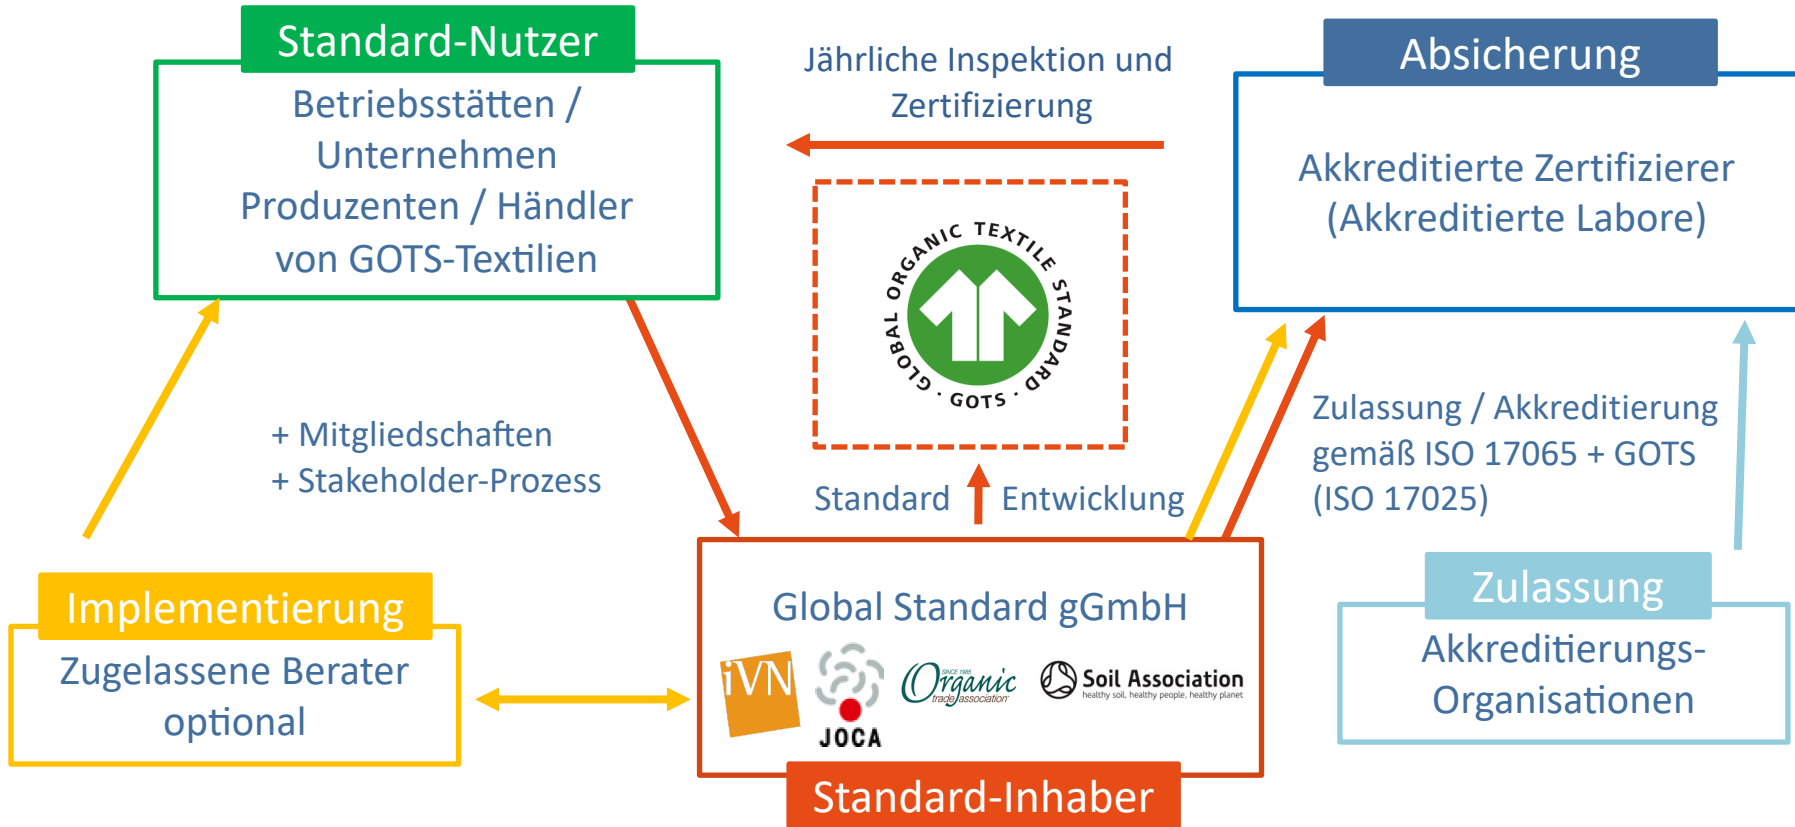 Standard-Nutzer
Betriebsstätten /
Unternehmen
Produzenten / Händler
von GOTS-Textilien
Jährliche Inspektion und
Zertifizierung
Absicherung
Akkreditierte Zertifizierer
(Akkreditierte Labore)
GLOBAL ORGANIC TEXTILE STANDARD · GOTS ·
+ Mitgliedschaften
+ Stakeholder-Prozess
Standard Entwicklung
Zulassung / Akkreditierung
gemäß ISO 17065 + GOTS
(ISO 17025)
Implementierung
Zugelassene Berater
optional
Global Standard gGmbH
iVN
JOCA
SINCE 1985
Organic
trade association
Soil Association
healthy soil, healthy people, healthy planet
Standard-Inhaber
Zulassung
Akkreditierungs-
Organisationen